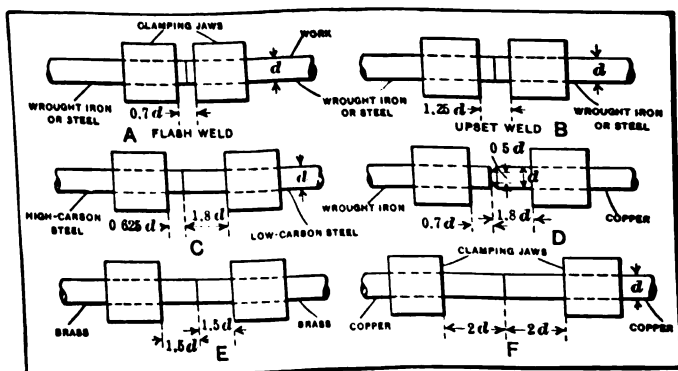 CLAMPING JAWS
WORK
d
d
WROUGHT IRON
OR STEEL
0.7 d
WROUGHT IRON
OR STEEL
A FLASH WELD
WROUGHT IRON
OR STEEL
1.25 d
WROUGHT IRON
OR STEEL
UPSET WELD B
d
HIGH-CARBON
STEEL
0 625 d
1.8 d
LOW-CARBON STEEL
C
0 5 d
d
WROUGHT IRON
0.7 d
1.8 d
COPPER
D
CLAMPING JAWS
BRASS
1.5 d
1.5 d
BRASS
E
d
COPPER
2 d
2 d
COPPER
F